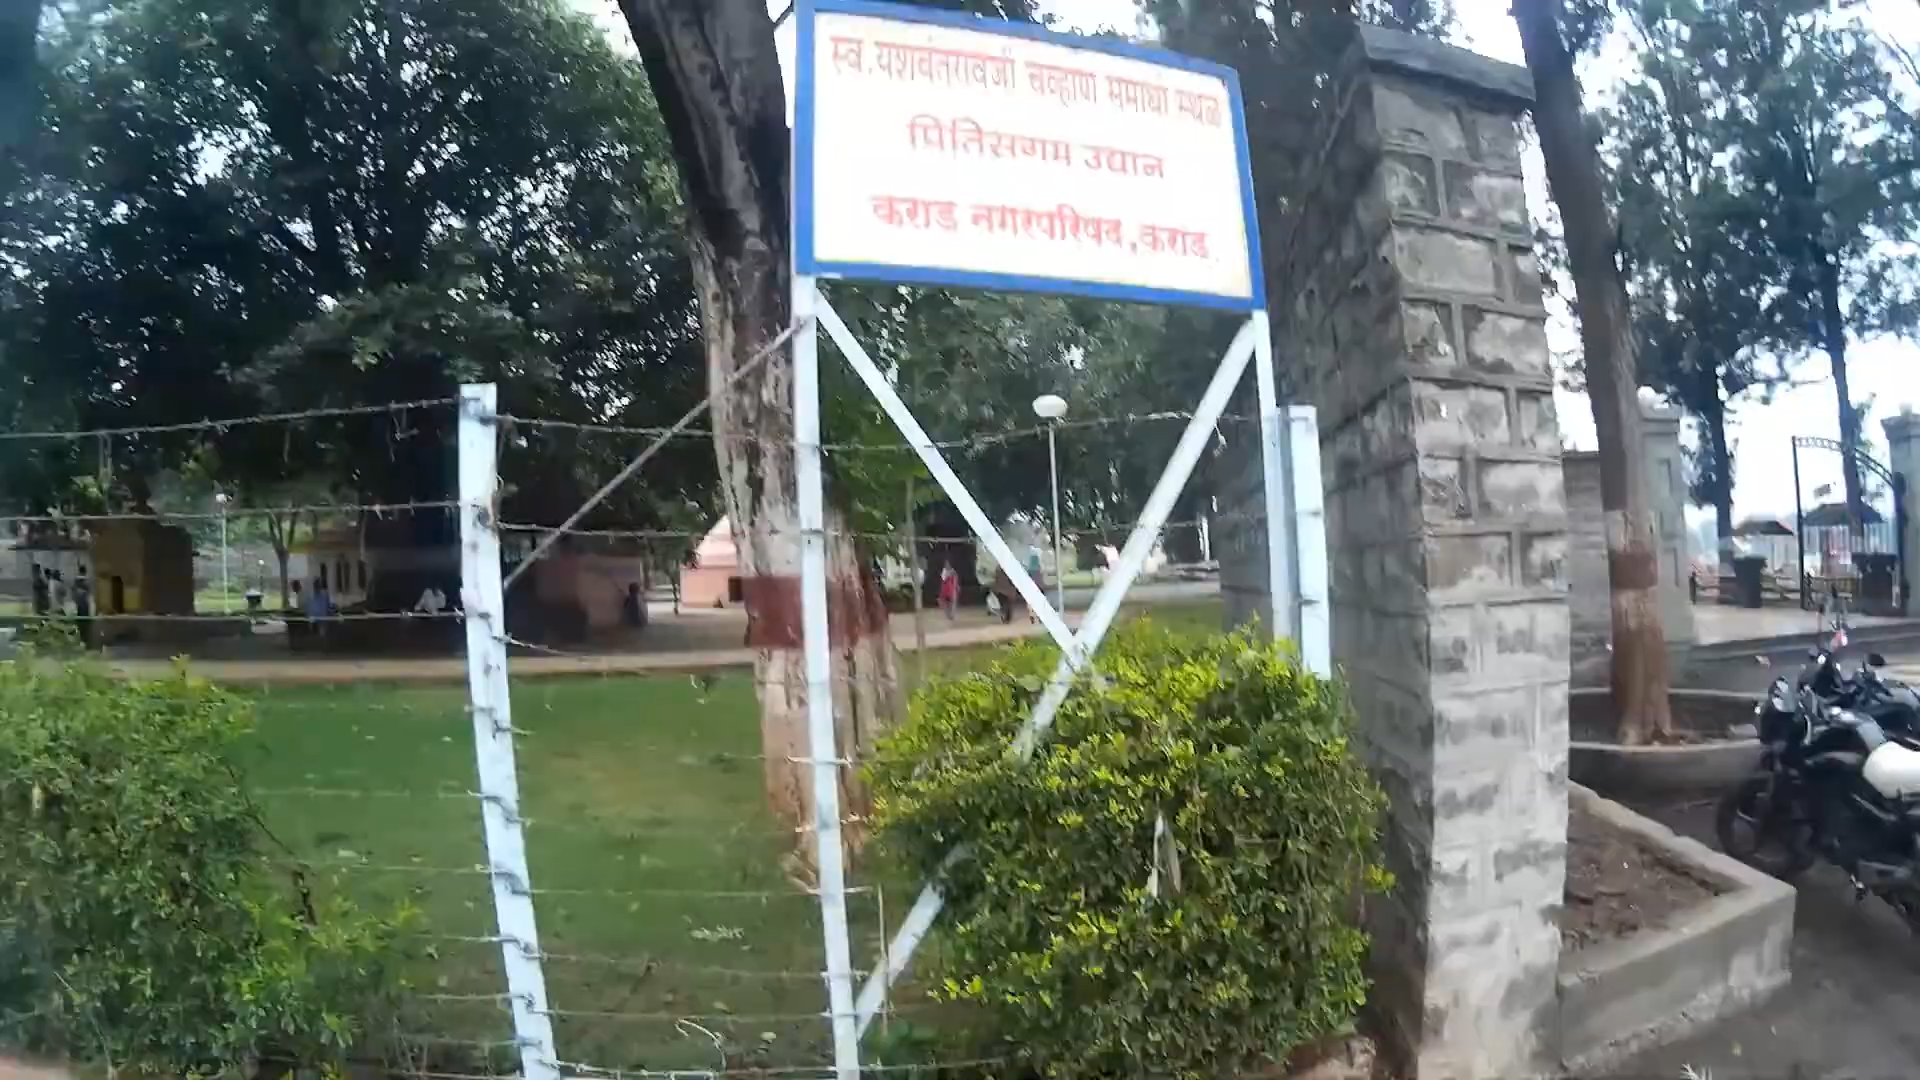 स्व.यशवंतरावजी चव्हाण समाधी स्थळ
प्रितिसंगम उद्यान
कराड नगरपरिषद,कराड.